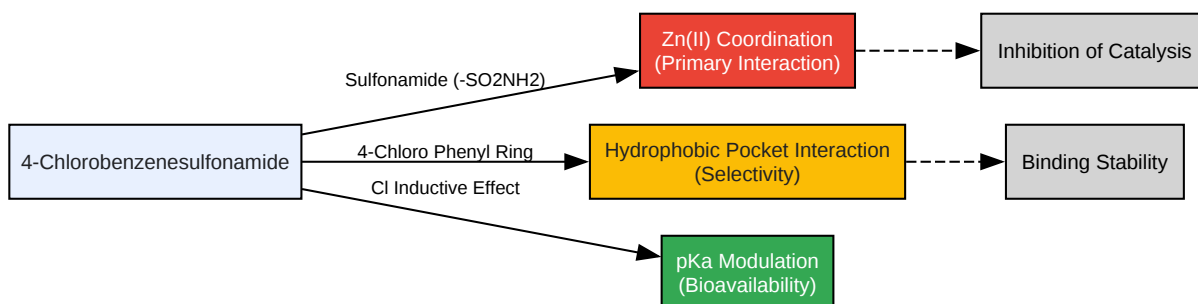 4-Chlorobenzenesulfonamide
Sulfonamide (-SO2NH2)
4-Chloro Phenyl Ring
Cl Inductive Effect
Zn(II) Coordination
(Primary Interaction)
Hydrophobic Pocket Interaction
(Selectivity)
pKa Modulation
(Bioavailability)
Inhibition of Catalysis
Binding Stability